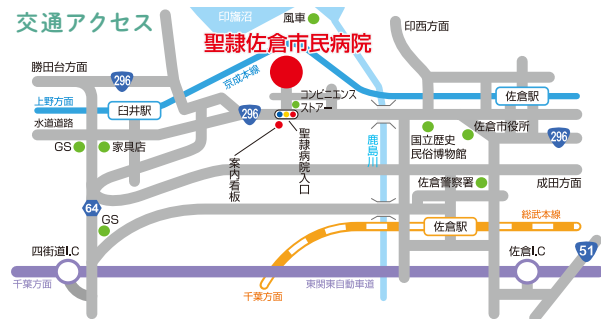 交通アクセス
印旛沼
風車
印西方面
聖隷佐倉市民病院
勝田台方面
296
京成本線
コンビニエンス
ストアー
佐倉駅
上野方面
臼井駅
296
水道道路
国立歴史
民俗博物館
佐倉市役所
296
GS
家具店
案内看板
聖隷病院入口
鹿島川
佐倉警察署
成田方面
64
GS
佐倉駅
総武本線
四街道I.C
佐倉I.C
51
千葉方面
千葉方面
東関東自動車道